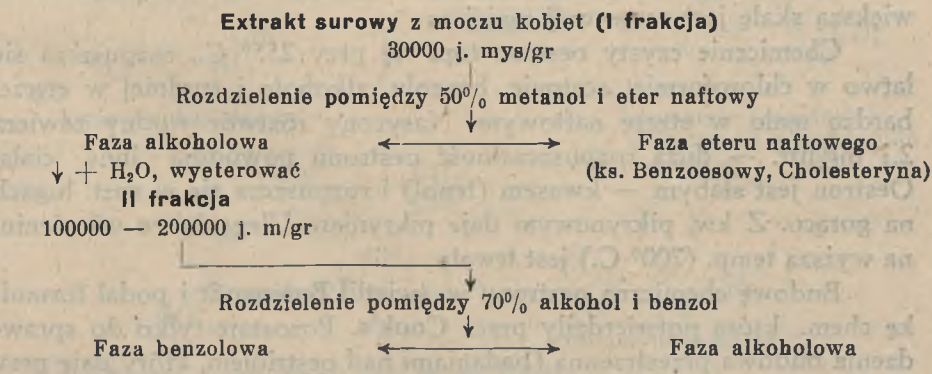 Extrakt surowy z moczu kobiet (I frakcja)
30000 j. mys/gr
Rozdzielenie pomiędzy 50% metanol i eter naftowy
Faza alkoholowa
Faza eteru naftowego
+ H₂O, wyeterować
(ks. Benzoesowy, Cholesteryna)
II frakcja
100000 — 200000 j. m/gr
Rozdzielenie pomiędzy 70% alkohol i benzol
Faza benzolowa
Faza alkoholowa